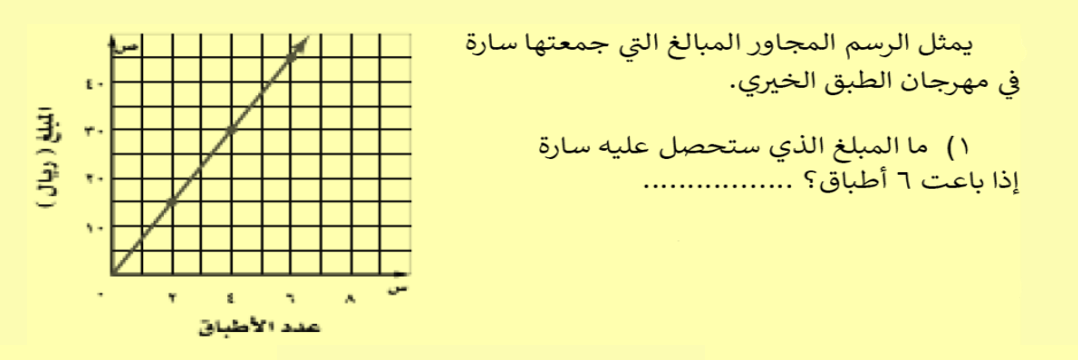 يمثل الرسم المجاور المبالغ التي جمعتها سارة
في مهرجان الطبق الخيري.
١) ما المبلغ الذي ستحصل عليه سارة
إذا باعت ٦ أطباق؟ .................
ص
٤٠
٣٠
٢٠
١٠
المبلغ ( ريال )
٠ ٢ ٤ ٦ ٨ س
عدد الأطباق